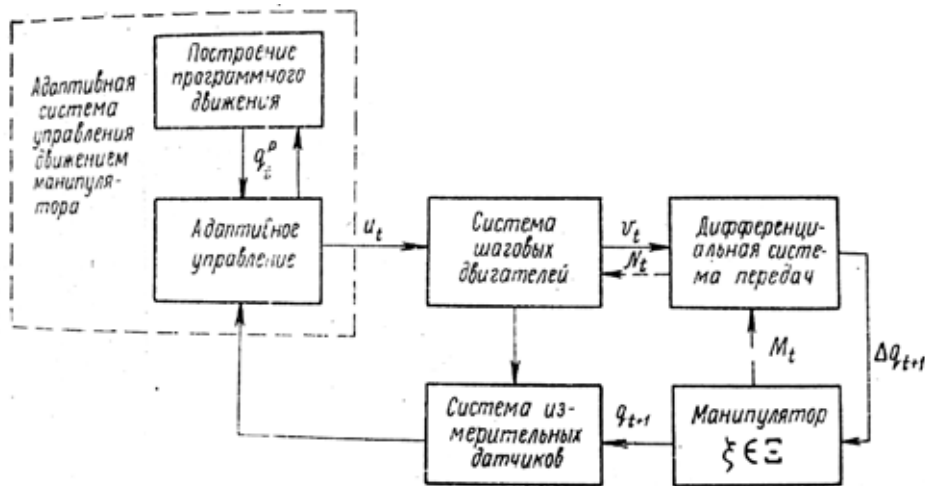 Построение
программного
движения
Адаптивная
система
управления
движением
манипуля-
тора
q_t^p
Адаптивное
управление
u_t
Система
шаговых
двигателей
v_t
N_t
Дифференци-
альная систе-
ма передач
M_t
Δq_{t+1}
Система из-
мерительных
датчиков
q_{t+1}
Манипулятор
ξ ∈ Ξ